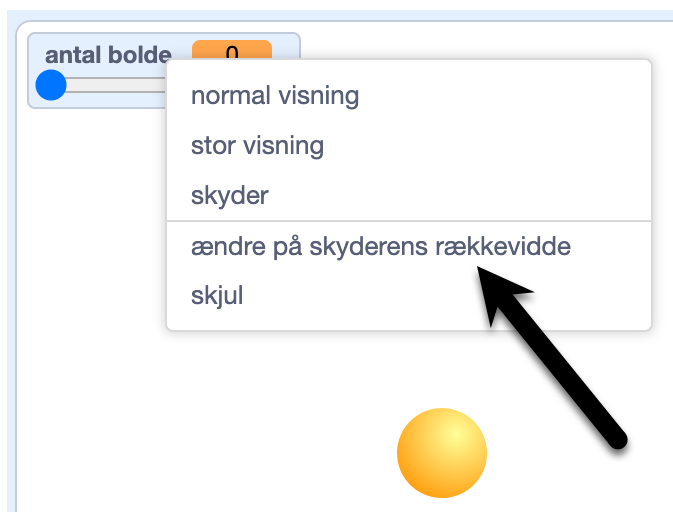 antal bolde 0
normal visning
stor visning
skyder
ændre på skyderens rækkevidde
skjul